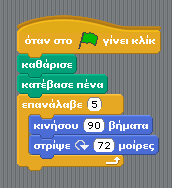 όταν στο γίνει κλικ
καθάρισε
κατέβασε πένα
επανάλαβε 5
κινήσου 90 βήματα
στρίψε 72 μοίρες